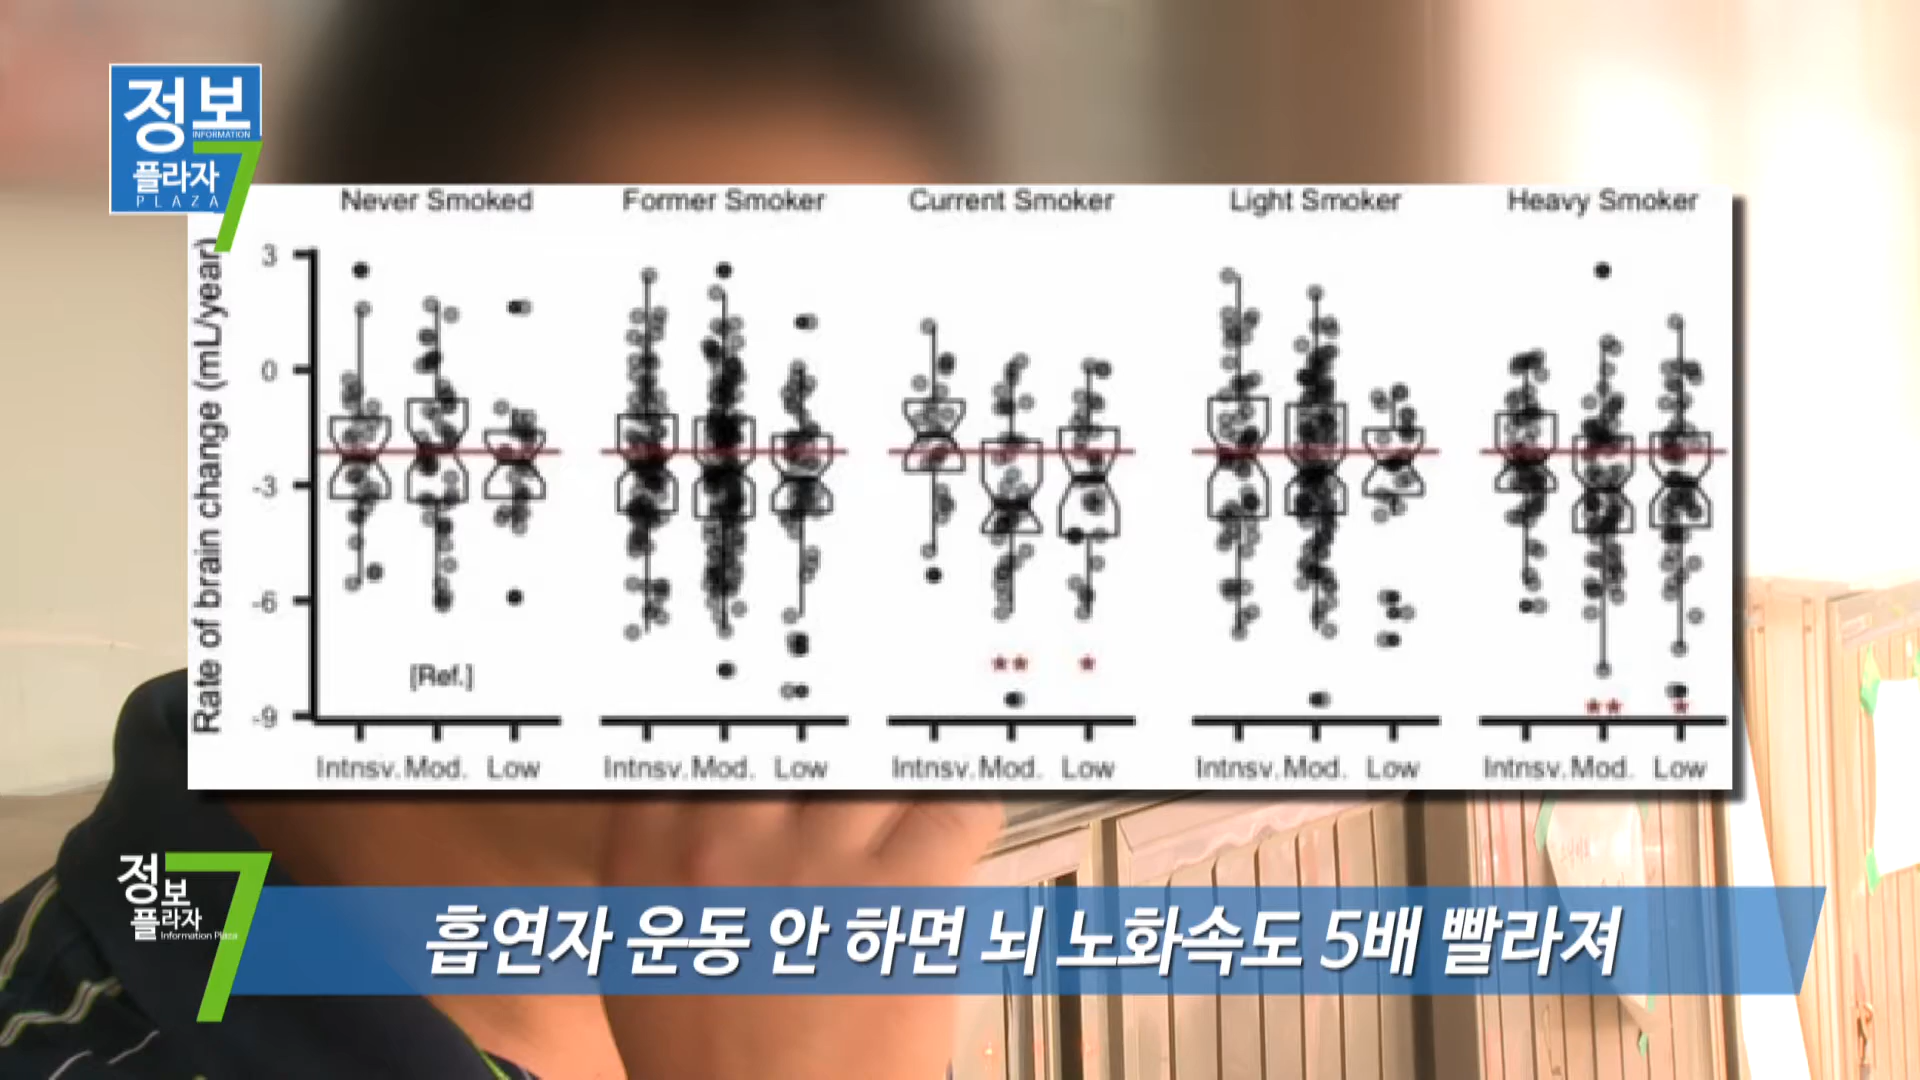 정보
INFORMATION
플라자
PLAZA
7
Never Smoked
Former Smoker
Current Smoker
Light Smoker
Heavy Smoker
Rate of brain change (mL/year)
3
0
-3
-6
-9
[Ref.]
** *
** *
Intnsv. Mod. Low
Intnsv. Mod. Low
Intnsv. Mod. Low
Intnsv. Mod. Low
Intnsv. Mod. Low
정보
플라자
Information Plaza
7
흡연자 운동 안 하면 뇌 노화속도 5배 빨라져